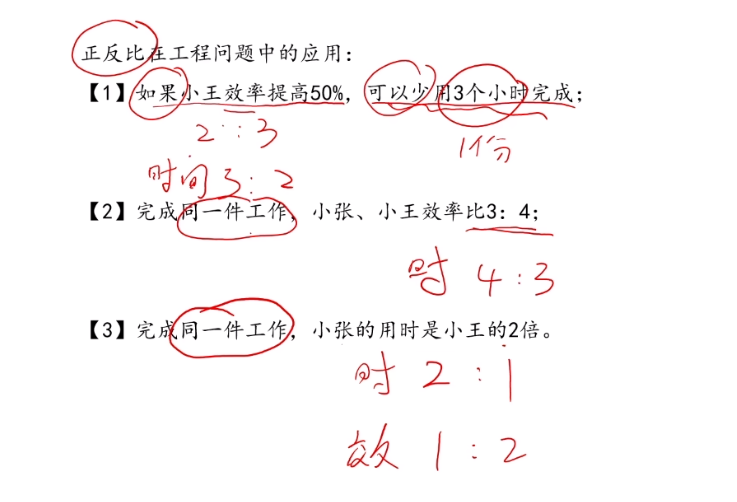 正反比在工程问题中的应用：
【1】如果小王效率提高50%，可以少用3个小时完成；
2 : 3
1个份
时间 3 : 2
【2】完成同一件工作，小张、小王效率比3：4；
时 4 : 3
【3】完成同一件工作，小张的用时是小王的2倍。
时 2 : 1
效 1 : 2